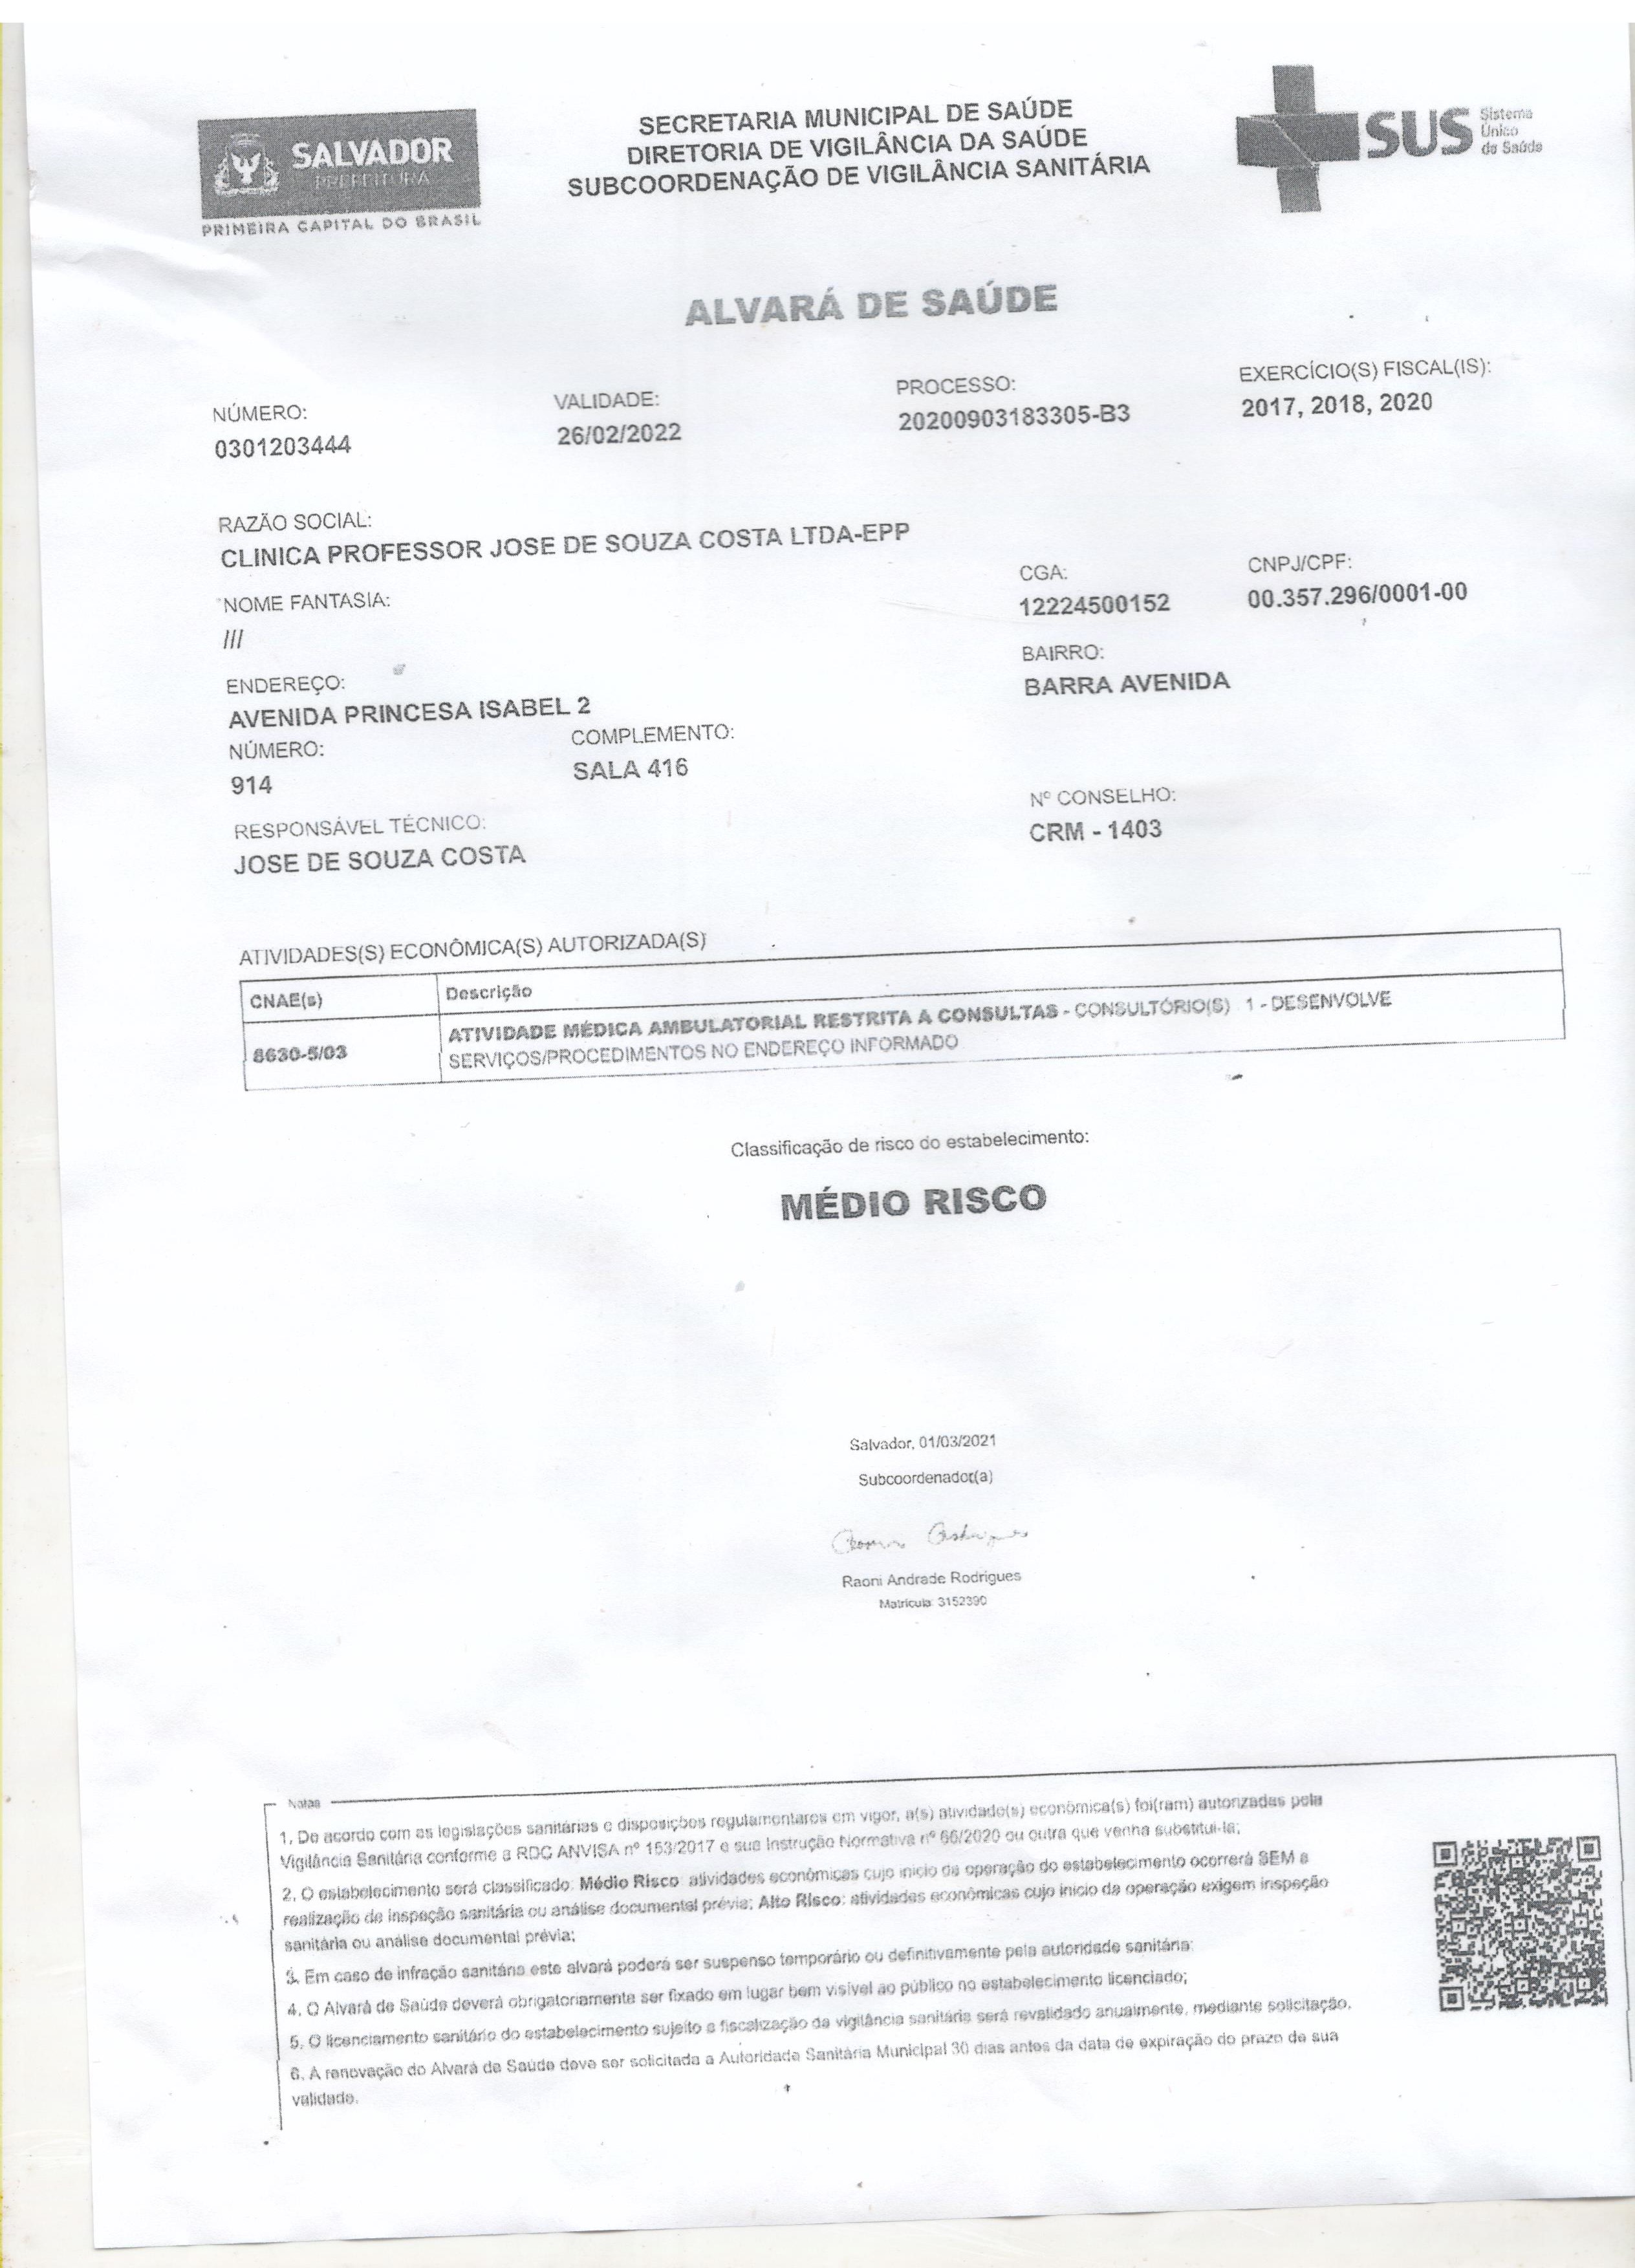 SALVADOR
PREFEITURA
PRIMEIRA CAPITAL DO BRASIL
SECRETARIA MUNICIPAL DE SAÚDE
DIRETORIA DE VIGILÂNCIA DA SAÚDE
SUBCOORDENAÇÃO DE VIGILÂNCIA SANITÁRIA
SUS Sistema
Único
de Saúde
ALVARÁ DE SAÚDE
NÚMERO: VALIDADE: PROCESSO: EXERCÍCIO(S) FISCAL(IS):
0301203444 26/02/2022 20200903183305-B3 2017, 2018, 2020
RAZÃO SOCIAL:
CLINICA PROFESSOR JOSE DE SOUZA COSTA LTDA-EPP
NOME FANTASIA: CGA: CNPJ/CPF:
/// 12224500152 00.357.296/0001-00
ENDEREÇO: BAIRRO:
AVENIDA PRINCESA ISABEL 2 BARRA AVENIDA
NÚMERO: COMPLEMENTO:
914 SALA 416
RESPONSÁVEL TÉCNICO: Nº CONSELHO:
JOSE DE SOUZA COSTA CRM - 1403
ATIVIDADES(S) ECONÔMICA(S) AUTORIZADA(S)
CNAE(s) Descrição
8630-5/03 ATIVIDADE MÉDICA AMBULATORIAL RESTRITA A CONSULTAS - CONSULTÓRIO(S) 1 - DESENVOLVE
SERVIÇOS/PROCEDIMENTOS NO ENDEREÇO INFORMADO
Classificação de risco do estabelecimento:
MÉDIO RISCO
Salvador, 01/03/2021
Subcoordenador(a)
Raoni Andrade Rodrigues
Matrícula: 3152390
Notas
1. De acordo com as legislações sanitárias e disposições regulamentares em vigor, a(s) atividade(s) econômica(s) foi(ram) autorizadas pela
Vigilância Sanitária conforme a RDC ANVISA nº 153/2017 e sua Instrução Normativa nº 66/2020 ou outra que venha substitui-la;
2. O estabelecimento será classificado: Médio Risco: atividades econômicas cujo início da operação do estabelecimento ocorrerá SEM a
realização de inspeção sanitária ou análise documental prévia; Alto Risco: atividades econômicas cujo início da operação exigem inspeção
sanitária ou análise documental prévia;
3. Em caso de infração sanitária este alvará poderá ser suspenso temporário ou definitivamente pela autoridade sanitária;
4. O Alvará de Saúde deverá obrigatoriamente ser fixado em lugar bem visível ao público no estabelecimento licenciado;
5. O licenciamento sanitário do estabelecimento sujeito a fiscalização da vigilância sanitária será revalidado anualmente, mediante solicitação.
6. A renovação do Alvará de Saúde deve ser solicitada a Autoridade Sanitária Municipal 30 dias antes da data de expiração do prazo de sua
validade.